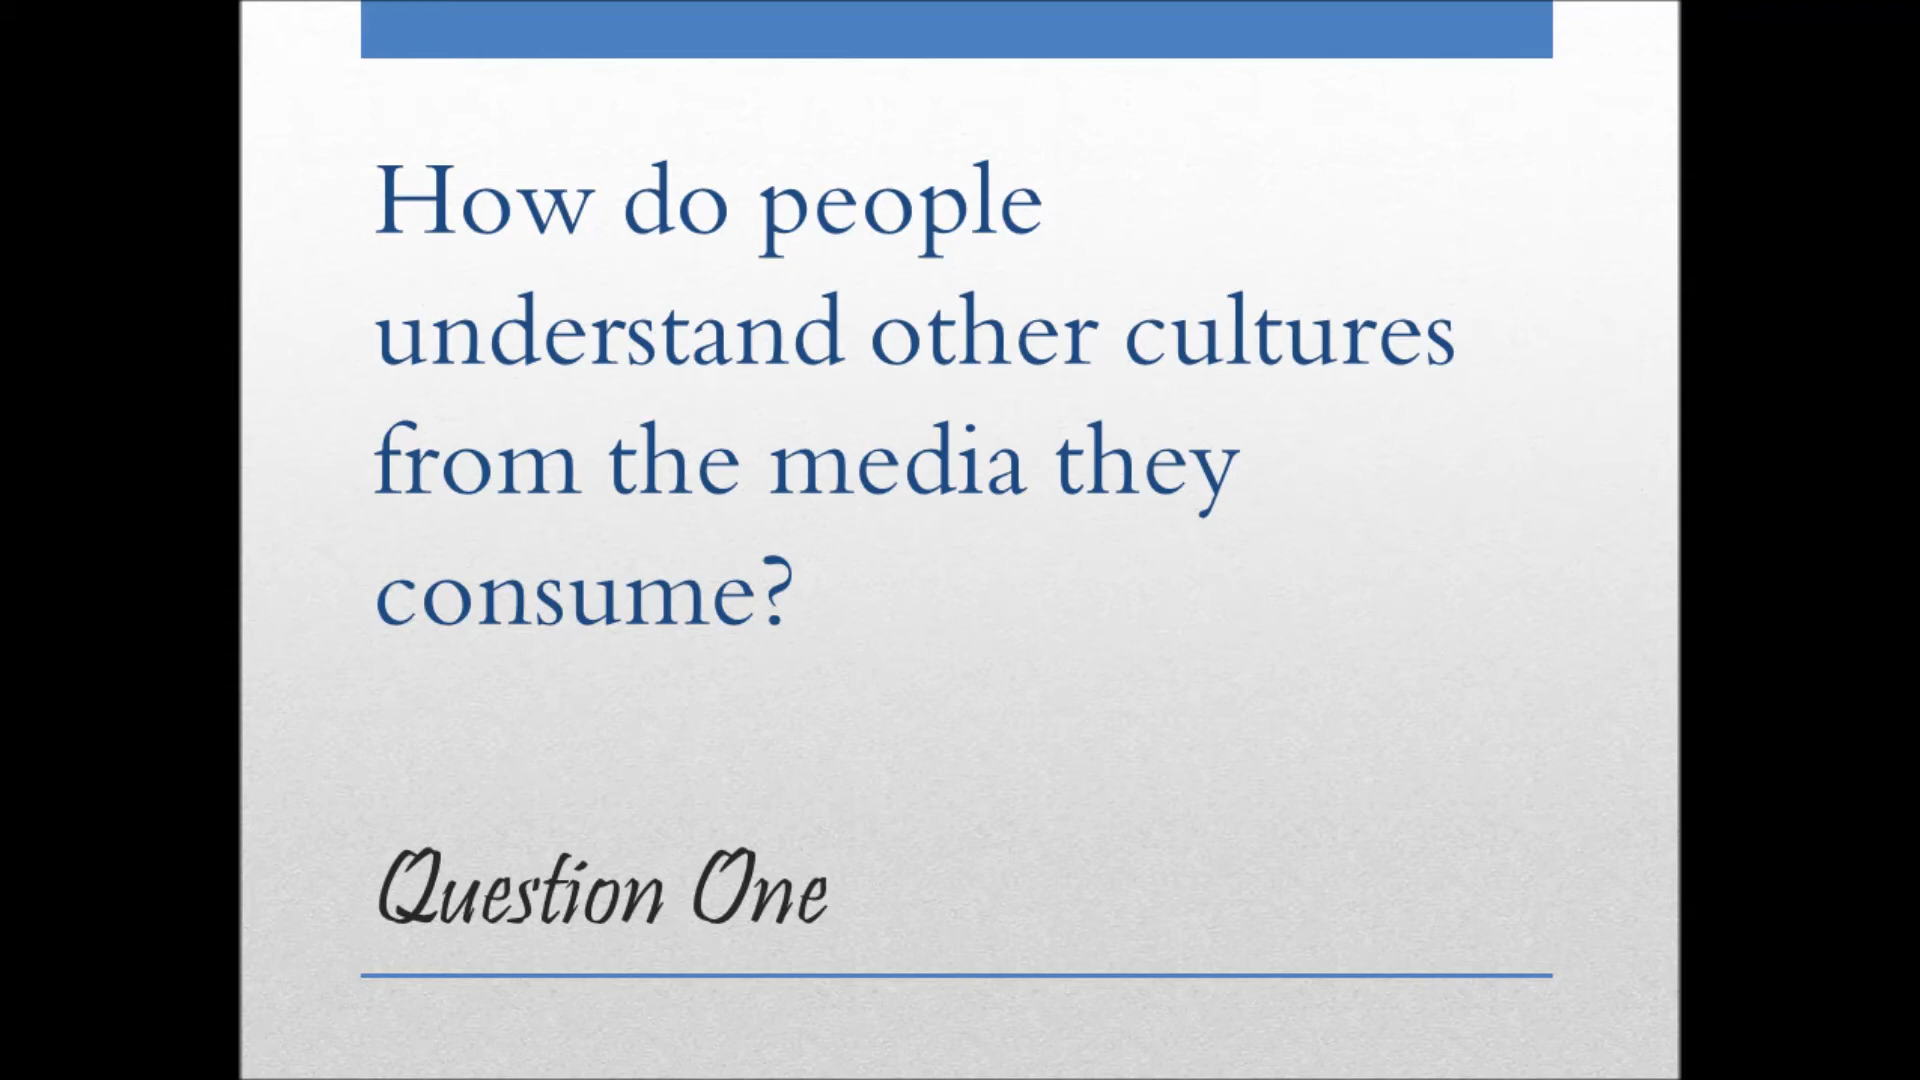 How do people
understand other cultures
from the media they
consume?
Question One